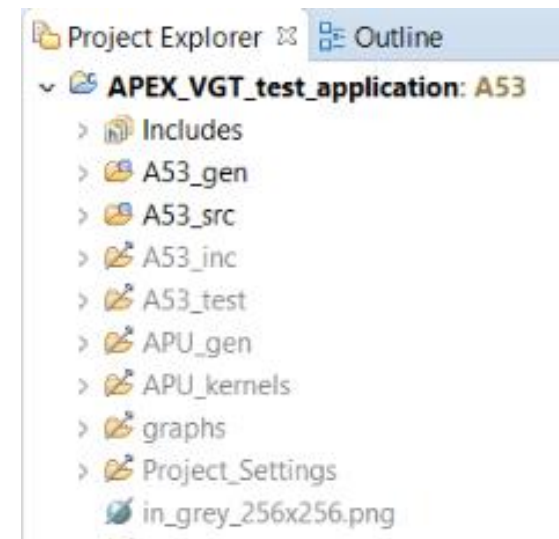 Project Explorer Outline
APEX_VGT_test_application: A53
Includes
A53_gen
A53_src
A53_inc
A53_test
APU_gen
APU_kernels
graphs
Project_Settings
in_grey_256x256.png